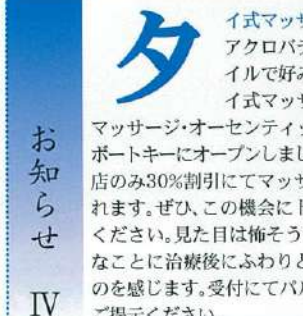 お知らせ Ⅳ
タ
イ式マッサ
アクロバテ
イルで好み
イ式マッサ
マッサージ・オーセンティッ
ボートキーにオープンしまし
店のみ30%割引にてマッサ
れます。ぜひ、この機会に
ください。見た目は怖そう
なことに治療後にふわりと
のを感じます。受付にてパル
ご提示ください。